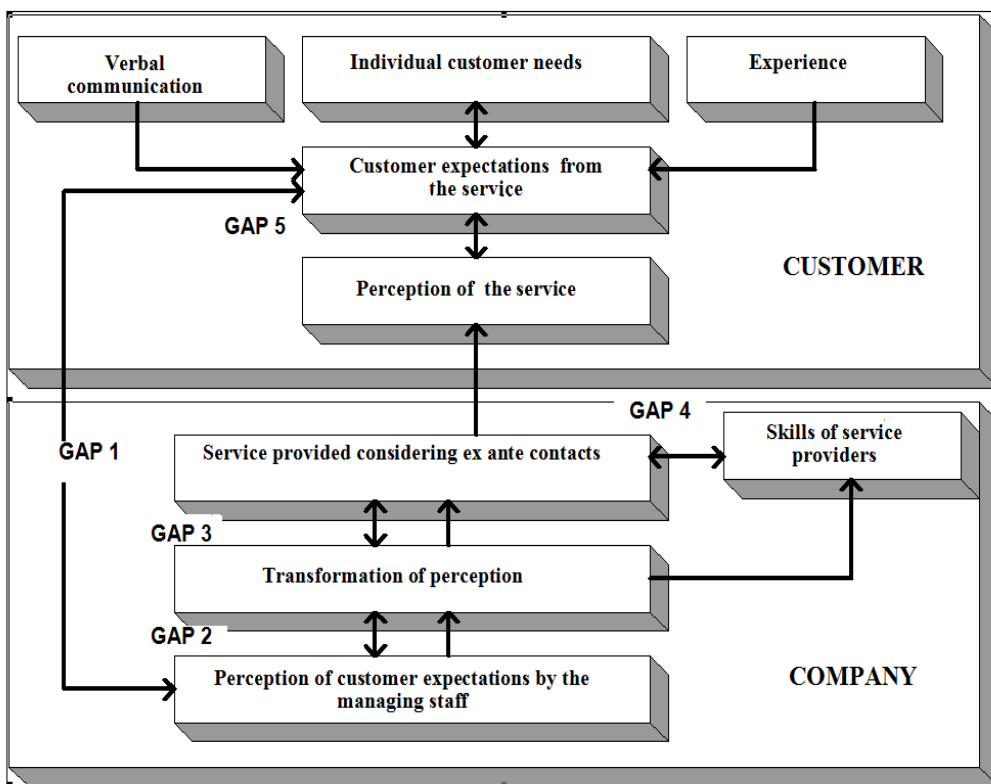 Verbal
communication
Individual customer needs
Experience
Customer expectations from
the service
GAP 5
Perception of the service
CUSTOMER
GAP 4
GAP 1
Service provided considering ex ante contacts
Skills of service
providers
GAP 3
Transformation of perception
GAP 2
Perception of customer expectations by the
managing staff
COMPANY